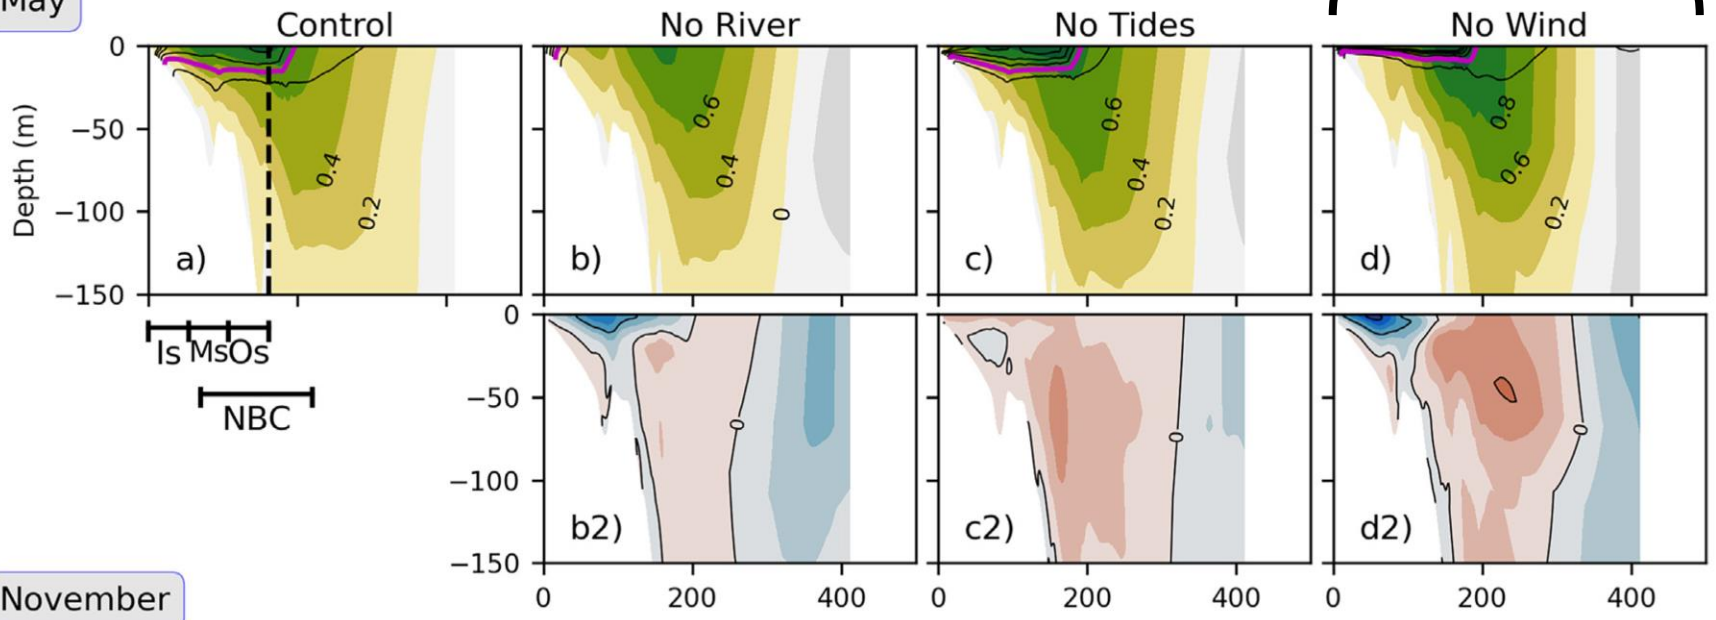 May
Control
No River
No Tides
No Wind
0
−50
−100
−150
Depth (m)
0.4
0.2
a)
0.6
0.4
0
b)
0.6
0.4
0.2
c)
0.8
0.6
0.2
d)
Is Ms Os
NBC
0
−50
−100
−150
0
b2)
0
c2)
0
d2)
0 200 400
0 200 400
0 200 400
November